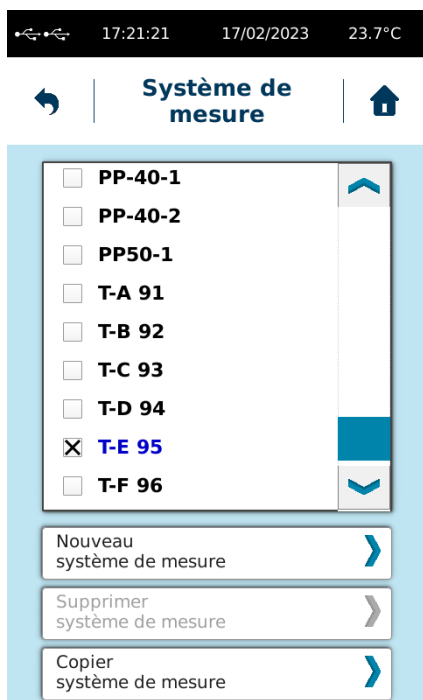 17:21:21 17/02/2023 23.7°C
Système de
mesure
PP-40-1
PP-40-2
PP50-1
T-A 91
T-B 92
T-C 93
T-D 94
T-E 95
T-F 96
Nouveau
système de mesure
Supprimer
système de mesure
Copier
système de mesure